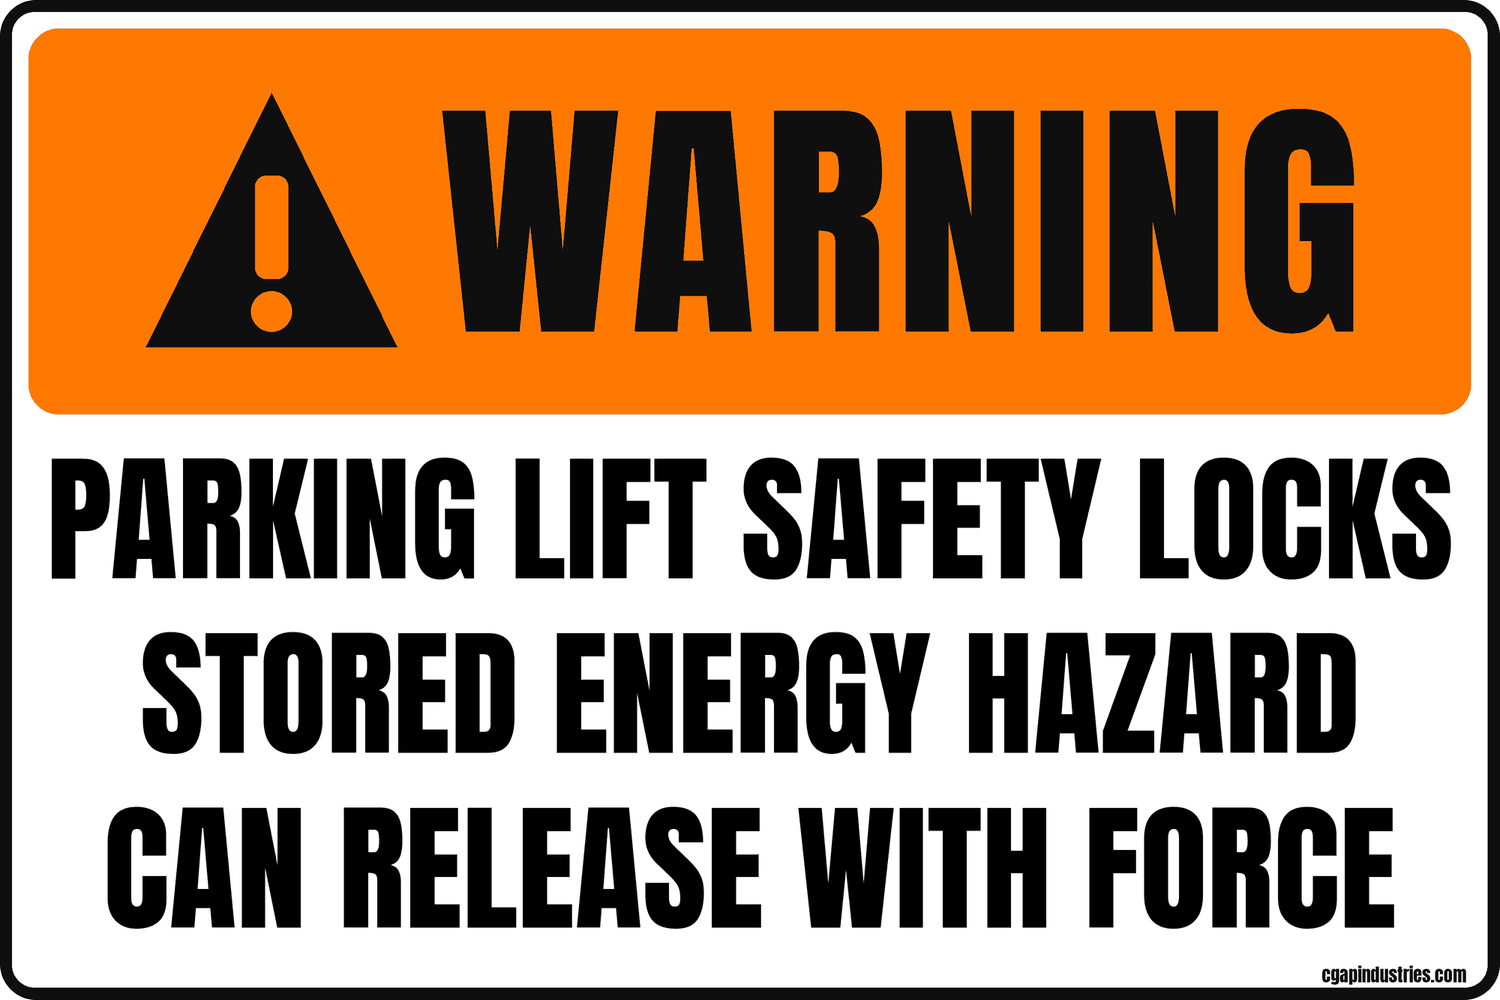 WARNING
PARKING LIFT SAFETY LOCKS
STORED ENERGY HAZARD
CAN RELEASE WITH FORCE
cgapindustries.com